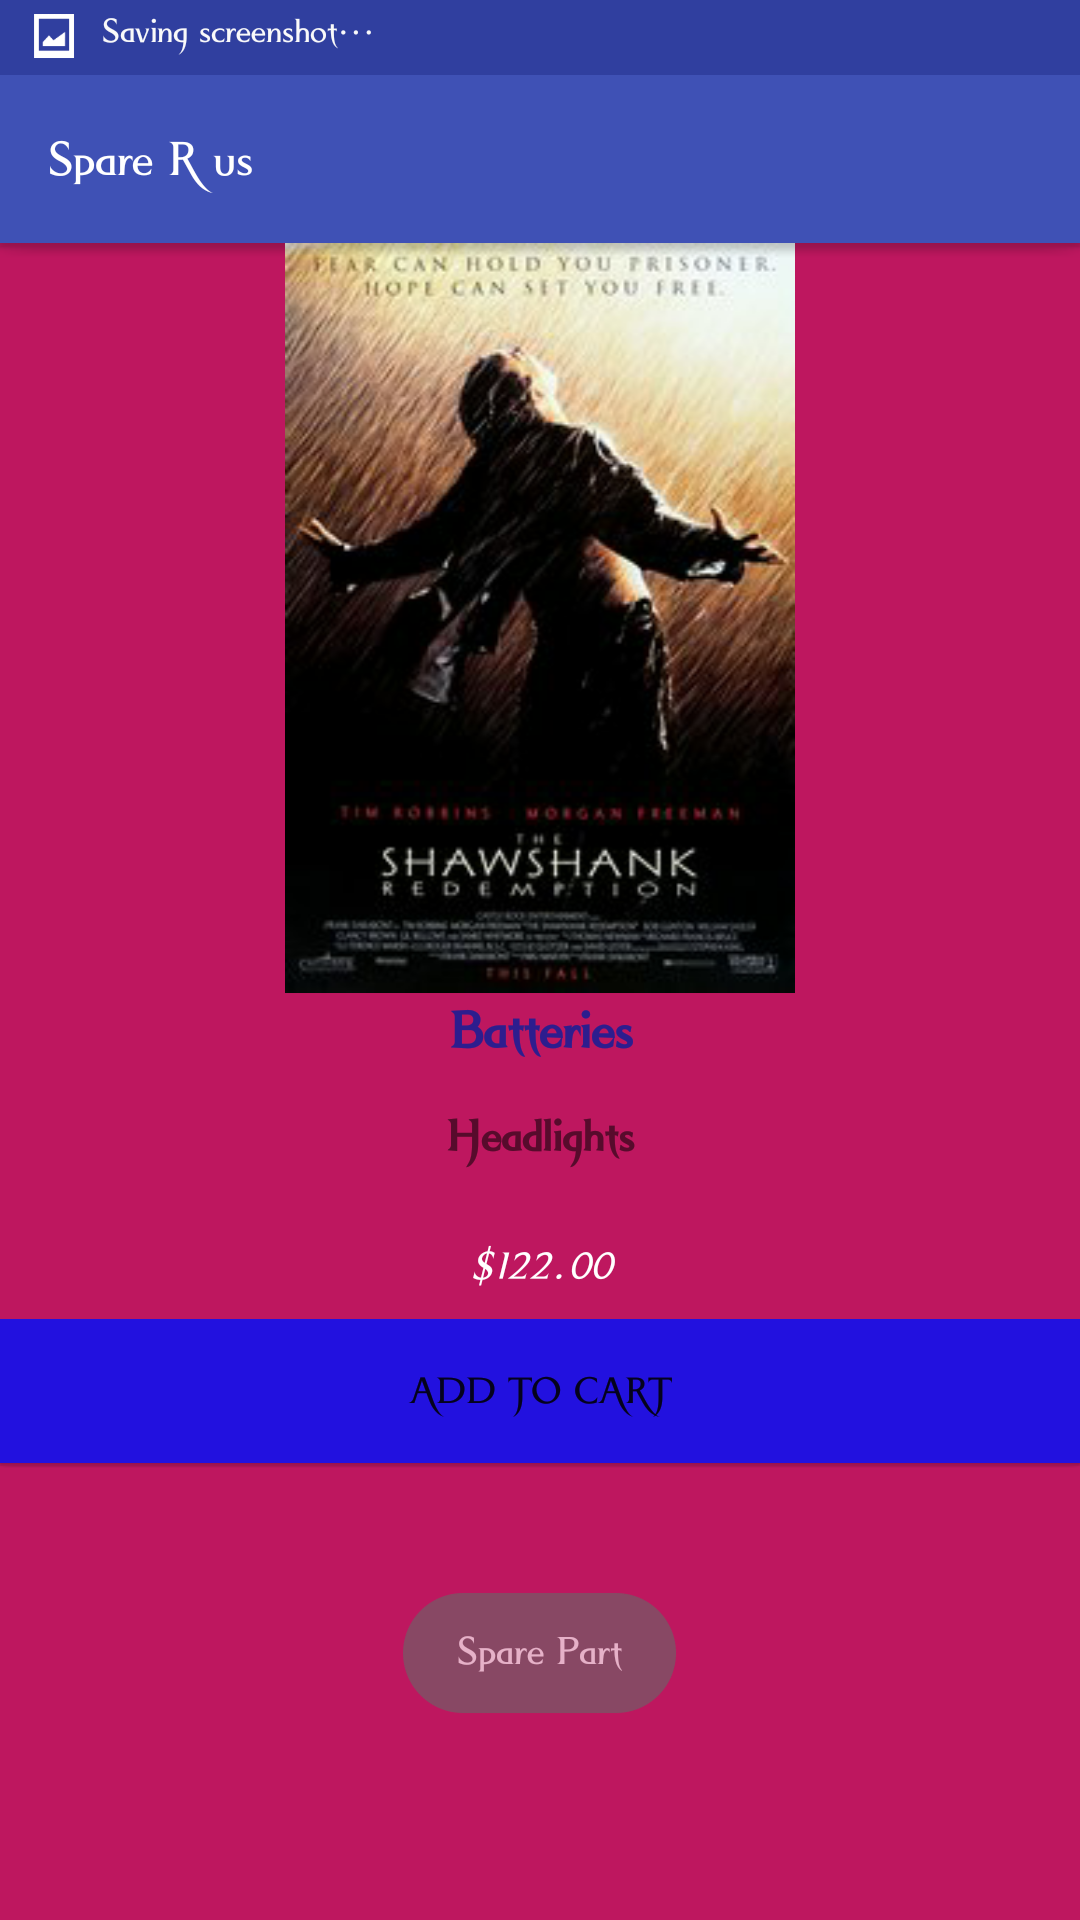 Saving screenshot...
Spare R us
FEAR CAN HOLD YOU PRISONER.
HOPE CAN SET YOU FREE.
TIM ROBBINS MORGAN FREEMAN
THE
SHAWSHANK
REDEMPTION
THIS FALL
Batteries
Headlights
$122.00
ADD TO CART
Spare Part